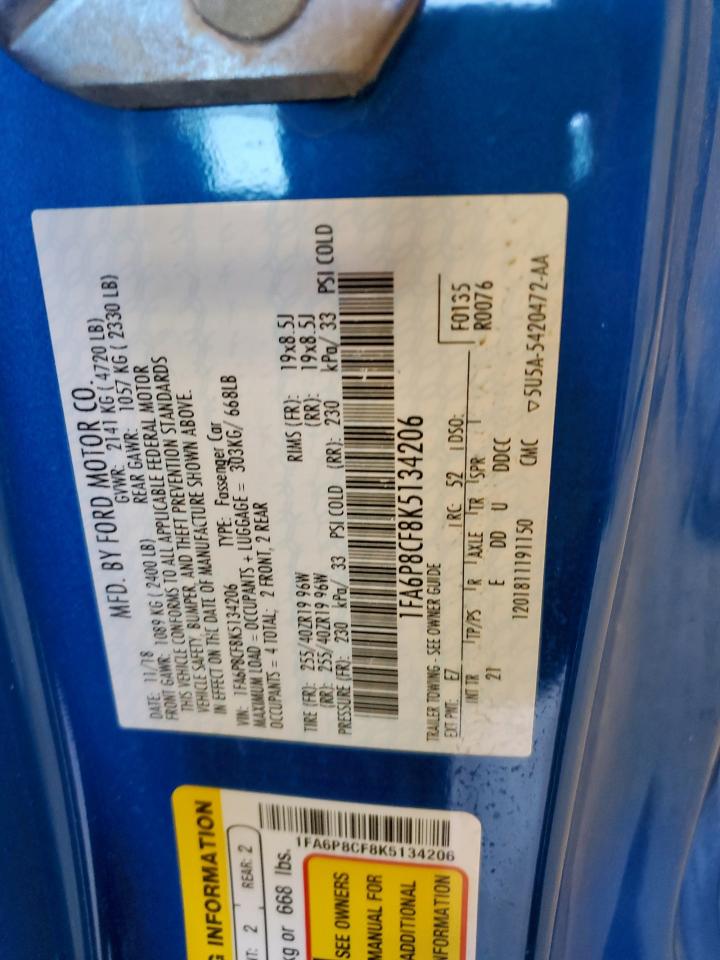 MFD. BY FORD MOTOR CO.
DATE: 11/18 GVWR: 2141 KG ( 4720 LB)
FRONT GAWR: 1089 KG ( 2400 LB) REAR GAWR: 1057 KG ( 2330 LB)
THIS VEHICLE CONFORMS TO ALL APPLICABLE FEDERAL MOTOR
VEHICLE SAFETY, BUMPER, AND THEFT PREVENTION STANDARDS
IN EFFECT ON THE DATE OF MANUFACTURE SHOWN ABOVE.
VIN: 1FA6P8CF8K5134206 TYPE: Passenger Car
MAXIMUM LOAD = OCCUPANTS + LUGGAGE = 303KG/ 668LB
OCCUPANTS = 4 TOTAL; 2 FRONT, 2 REAR
TIRE (FR): 255/40ZR19 96W RIMS (FR): 19x8.5J
(RR): 255/40ZR19 96W (RR): 19x8.5J
PRESSURE (FR): 230 kPa/ 33 PSI COLD (RR): 230 kPa/ 33 PSI COLD
1FA6P8CF8K5134206
TRAILER TOWING - SEE OWNER GUIDE
EXT PNT: E7 RC: 52 DSO: F0135
INT TR TP/PS R AXLE TR SPR R0076
21 E DD U DDCC
1201811191150 CMC ▽5U5A-5420472-AA
G INFORMATION
T: 2 REAR: 2
kg or 668 lbs.
1FA6P8CF8K5134206
SEE OWNERS
MANUAL FOR
ADDITIONAL
INFORMATION